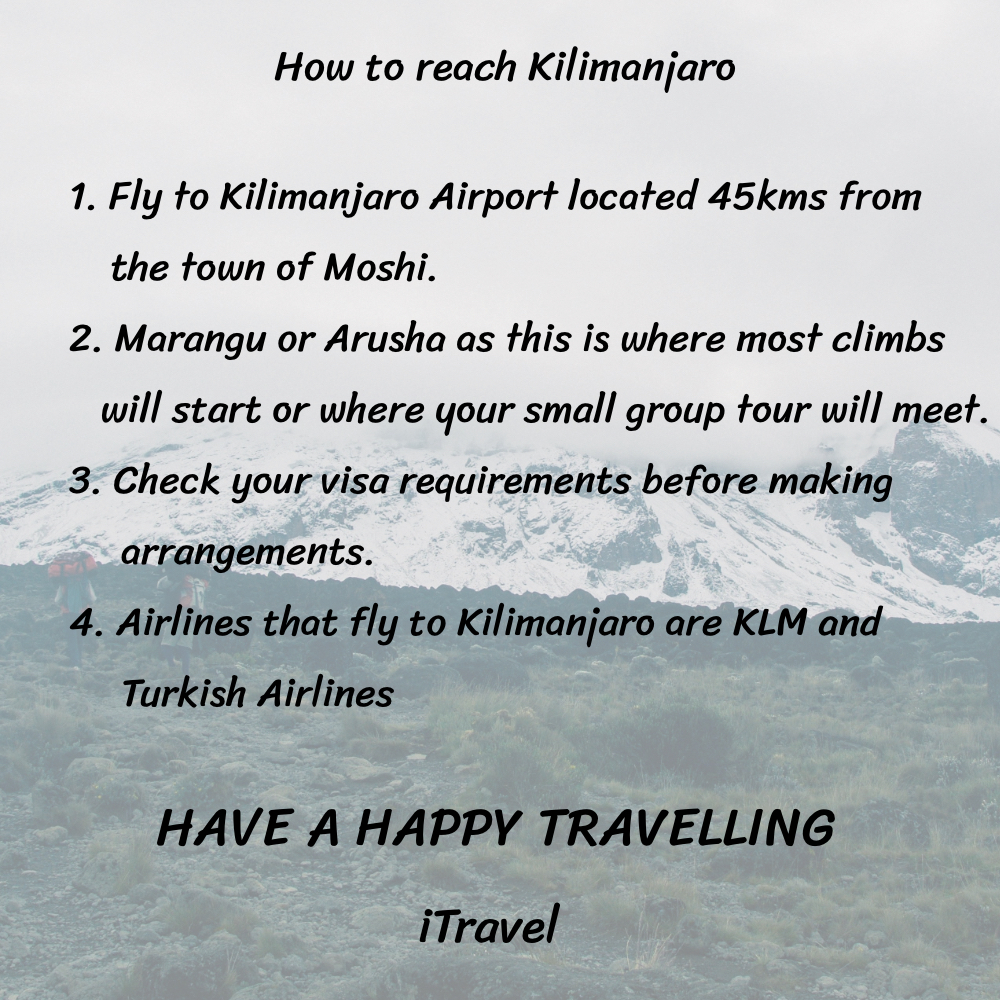 How to reach Kilimanjaro
1. Fly to Kilimanjaro Airport located 45kms from
the town of Moshi.
2. Marangu or Arusha as this is where most climbs
will start or where your small group tour will meet.
3. Check your visa requirements before making
arrangements.
4. Airlines that fly to Kilimanjaro are KLM and
Turkish Airlines
HAVE A HAPPY TRAVELLING
iTravel